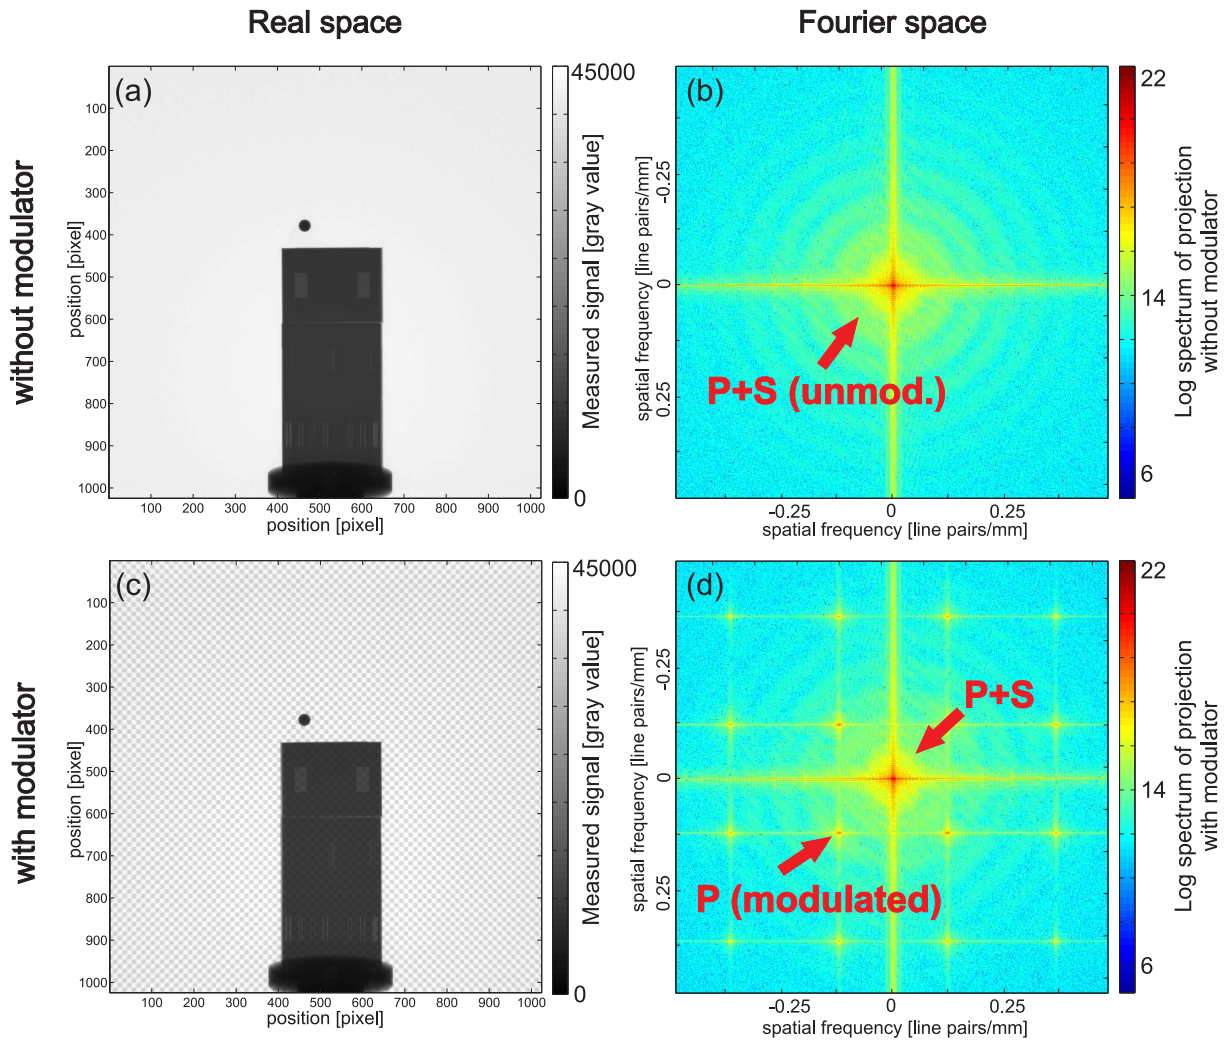 Real space
Fourier space
without modulator
(a)
100
200
300
400
500
600
700
800
900
1000
position [pixel]
100 200 300 400 500 600 700 800 900 1000
position [pixel]
45000
0
Measured signal [gray value]
(b)
-0.25
0
0.25
spatial frequency [line pairs/mm]
P+S (unmod.)
-0.25 0 0.25
spatial frequency [line pairs/mm]
22
14
6
Log spectrum of projection
without modulator
with modulator
(c)
100
200
300
400
500
600
700
800
900
1000
position [pixel]
100 200 300 400 500 600 700 800 900 1000
position [pixel]
45000
0
Measured signal [gray value]
(d)
-0.25
0
0.25
spatial frequency [line pairs/mm]
P+S
P (modulated)
-0.25 0 0.25
spatial frequency [line pairs/mm]
22
14
6
Log spectrum of projection
with modulator